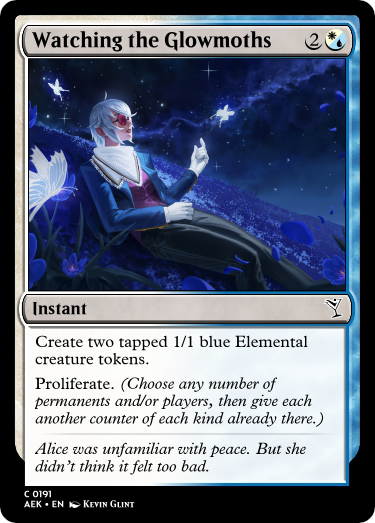 Watching the Glowmoths 2
Instant
Create two tapped 1/1 blue Elemental
creature tokens.
Proliferate. (Choose any number of
permanents and/or players, then give each
another counter of each kind already there.)
Alice was unfamiliar with peace. But she
didn't think it felt too bad.
C 0191
AEK • EN Kevin Glint